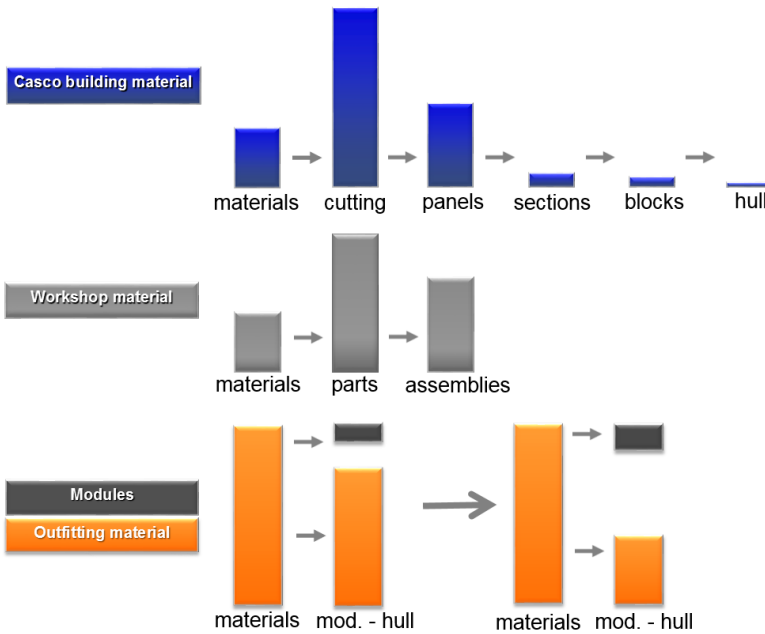 Casco building material
materials cutting panels sections blocks hull
Workshop material
materials parts assemblies
Modules
Outfitting material
materials mod. - hull materials mod. - hull